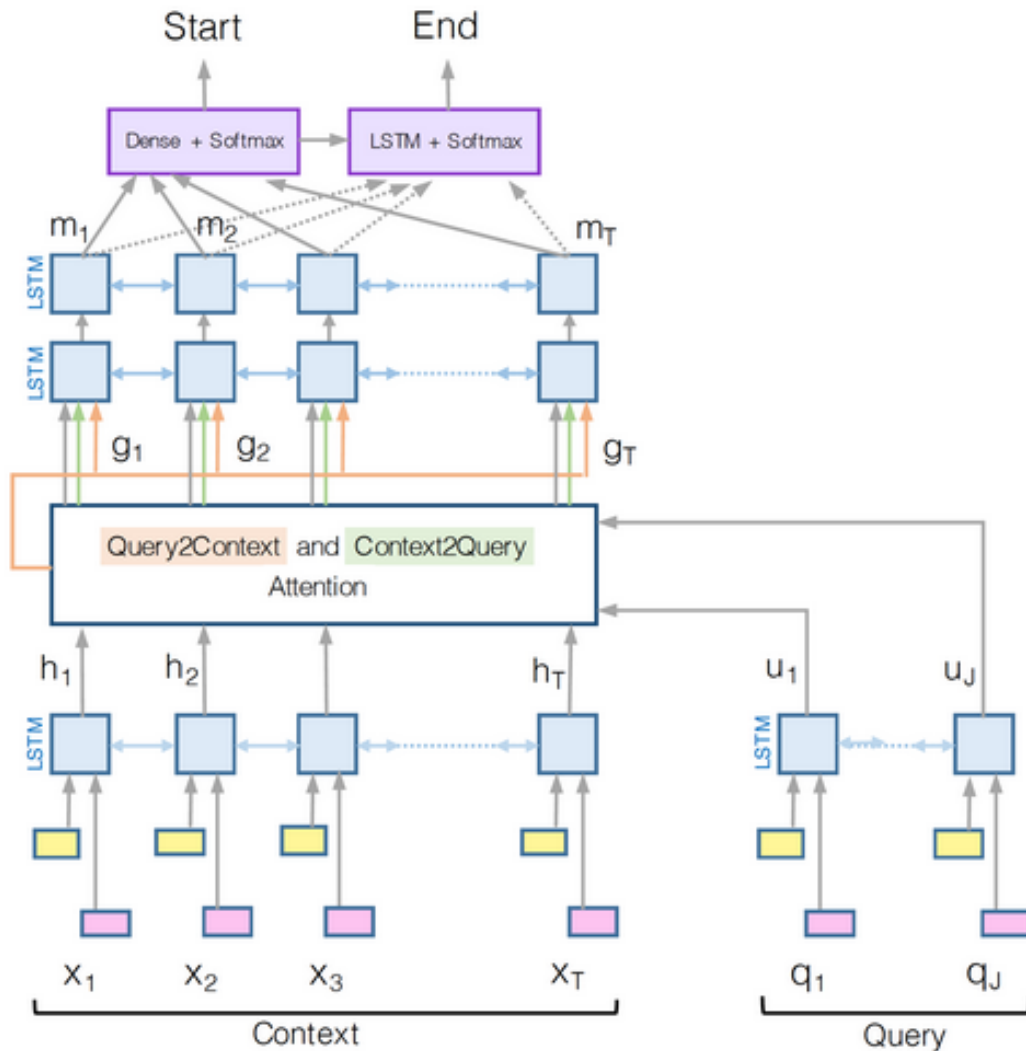 Start End
Dense + Softmax LSTM + Softmax
m1 m2 mT
LSTM
LSTM
g1 g2 gT
Query2Context and Context2Query
Attention
h1 h2 hT u1 uJ
LSTM LSTM
x1 x2 x3 xT q1 qJ
Context Query